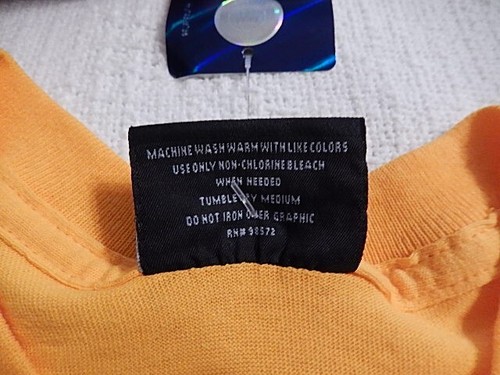 MACHINE WASH WARM WITH LIKE COLORS
USE ONLY NON-CHLORINE BLEACH
WHEN NEEDED
TUMBLE DRY MEDIUM
DO NOT IRON OVER GRAPHIC
RN# 98572